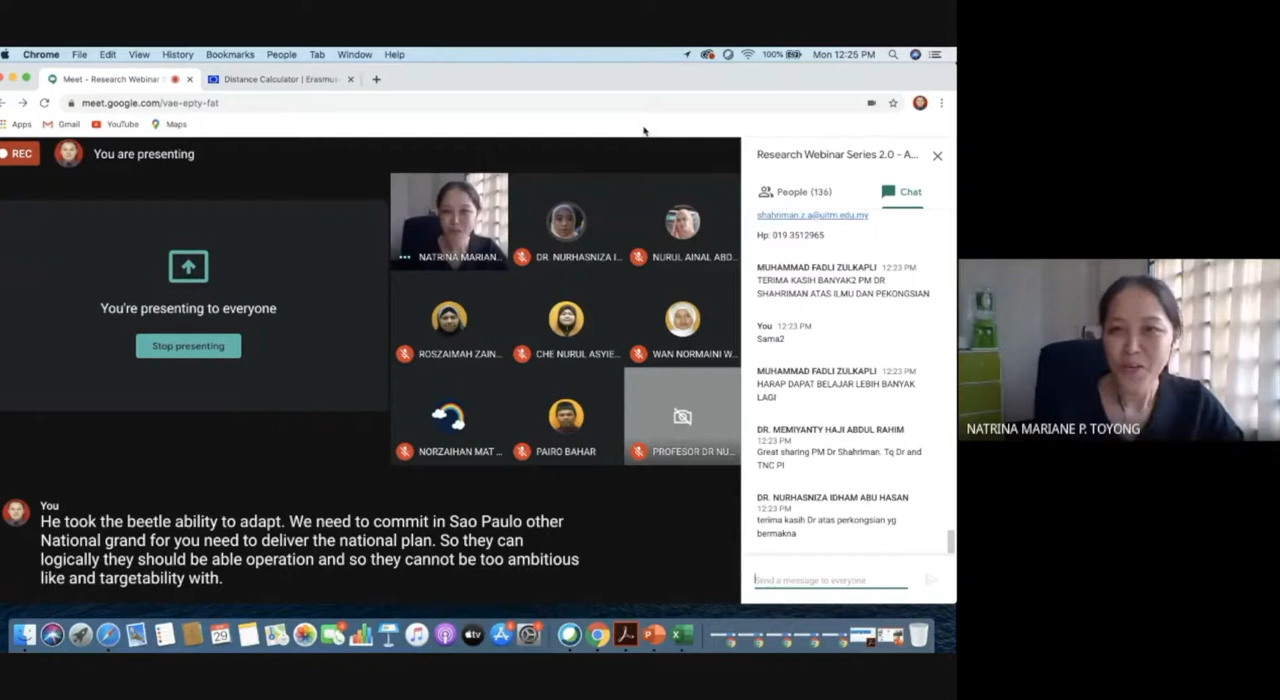 Chrome File Edit View History Bookmarks People Tab Window Help 100% Mon 12:25 PM
Meet - Research Webinar Distance Calculator | Erasmus
meet.google.com/vae-epty-fat
Apps Gmail YouTube Maps
REC You are presenting
You're presenting to everyone
Stop presenting
NATRINA MARIAN... DR. NURHASNIZA I... NURUL AINAL ABD...
ROSZAIMAH ZAIN... CHE NURUL ASYIE... WAN NORMAINI W...
NORZAIHAN MAT ... PAIRO BAHAR PROFESOR DR NU...
You
He took the beetle ability to adapt. We need to commit in Sao Paulo other
National grand for you need to deliver the national plan. So they can
logically they should be able operation and so they cannot be too ambitious
like and targetability with.
Research Webinar Series 2.0 - A...
People (136) Chat
shahriman.z.a@uitm.edu.my
Hp: 019 3512965
MUHAMMAD FADLI ZULKAPLI 12:23 PM
TERIMA KASIH BANYAK2 PM DR
SHAHRIMAN ATAS ILMU DAN PEKONGSIAN
You 12:23 PM
Sama2
MUHAMMAD FADLI ZULKAPLI 12:23 PM
HARAP DAPAT BELAJAR LEBIH BANYAK
LAGI
DR. MEMIYANTY HAJI ABDUL RAHIM
12:23 PM
Great sharing PM Dr Shahriman. Tq Dr and
TNC PI
DR. NURHASNIZA IDHAM ABU HASAN
12:23 PM
terima kasih Dr atas perkongsian yg
bermakna
Send a message to everyone
NATRINA MARIANE P. TOYONG
29
tv